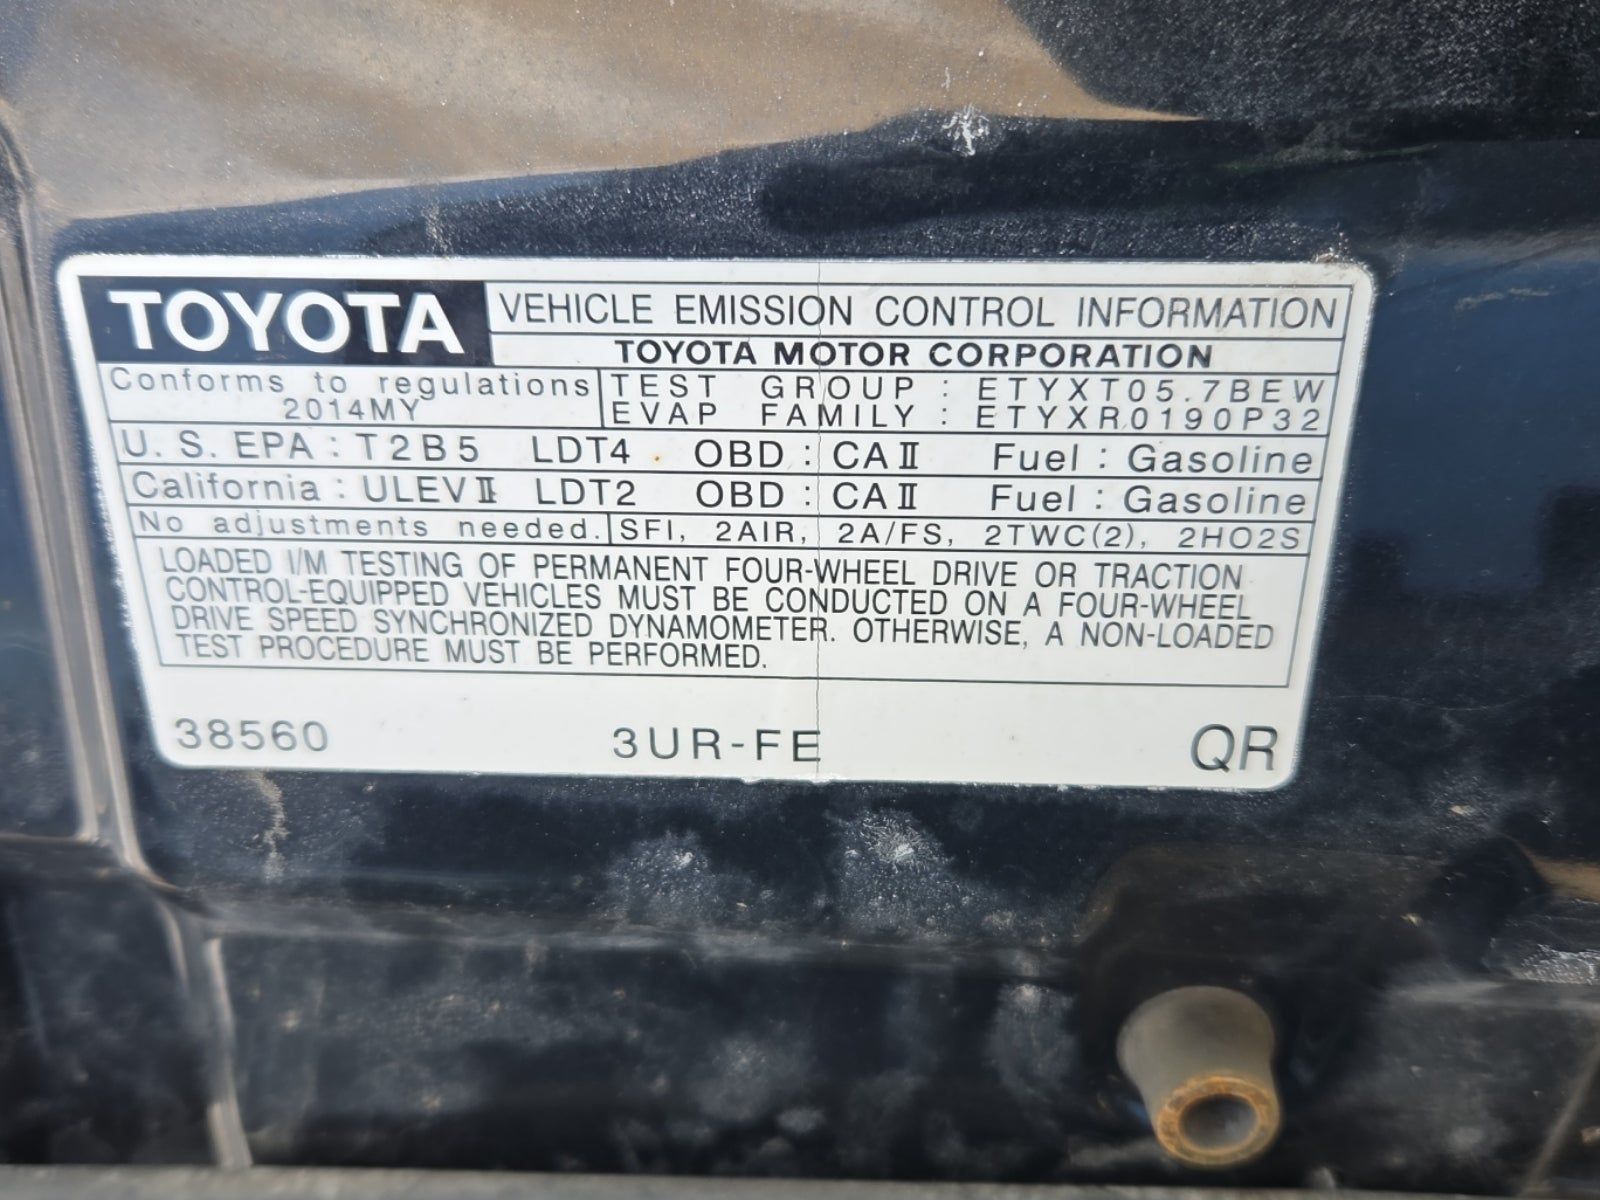 TOYOTA VEHICLE EMISSION CONTROL INFORMATION
TOYOTA MOTOR CORPORATION
Conforms to regulations
2014MY
TEST GROUP : ETYXT05.7BEW
EVAP FAMILY : ETYXR0190P32
U. S. EPA : T2B5 LDT4 OBD : CAⅡ Fuel : Gasoline
California : ULEVⅡ LDT2 OBD : CAⅡ Fuel : Gasoline
No adjustments needed. SFI, 2AIR, 2A/FS, 2TWC(2), 2HO2S
LOADED I/M TESTING OF PERMANENT FOUR-WHEEL DRIVE OR TRACTION
CONTROL-EQUIPPED VEHICLES MUST BE CONDUCTED ON A FOUR-WHEEL
DRIVE SPEED SYNCHRONIZED DYNAMOMETER. OTHERWISE, A NON-LOADED
TEST PROCEDURE MUST BE PERFORMED.
38560 3UR-FE QR